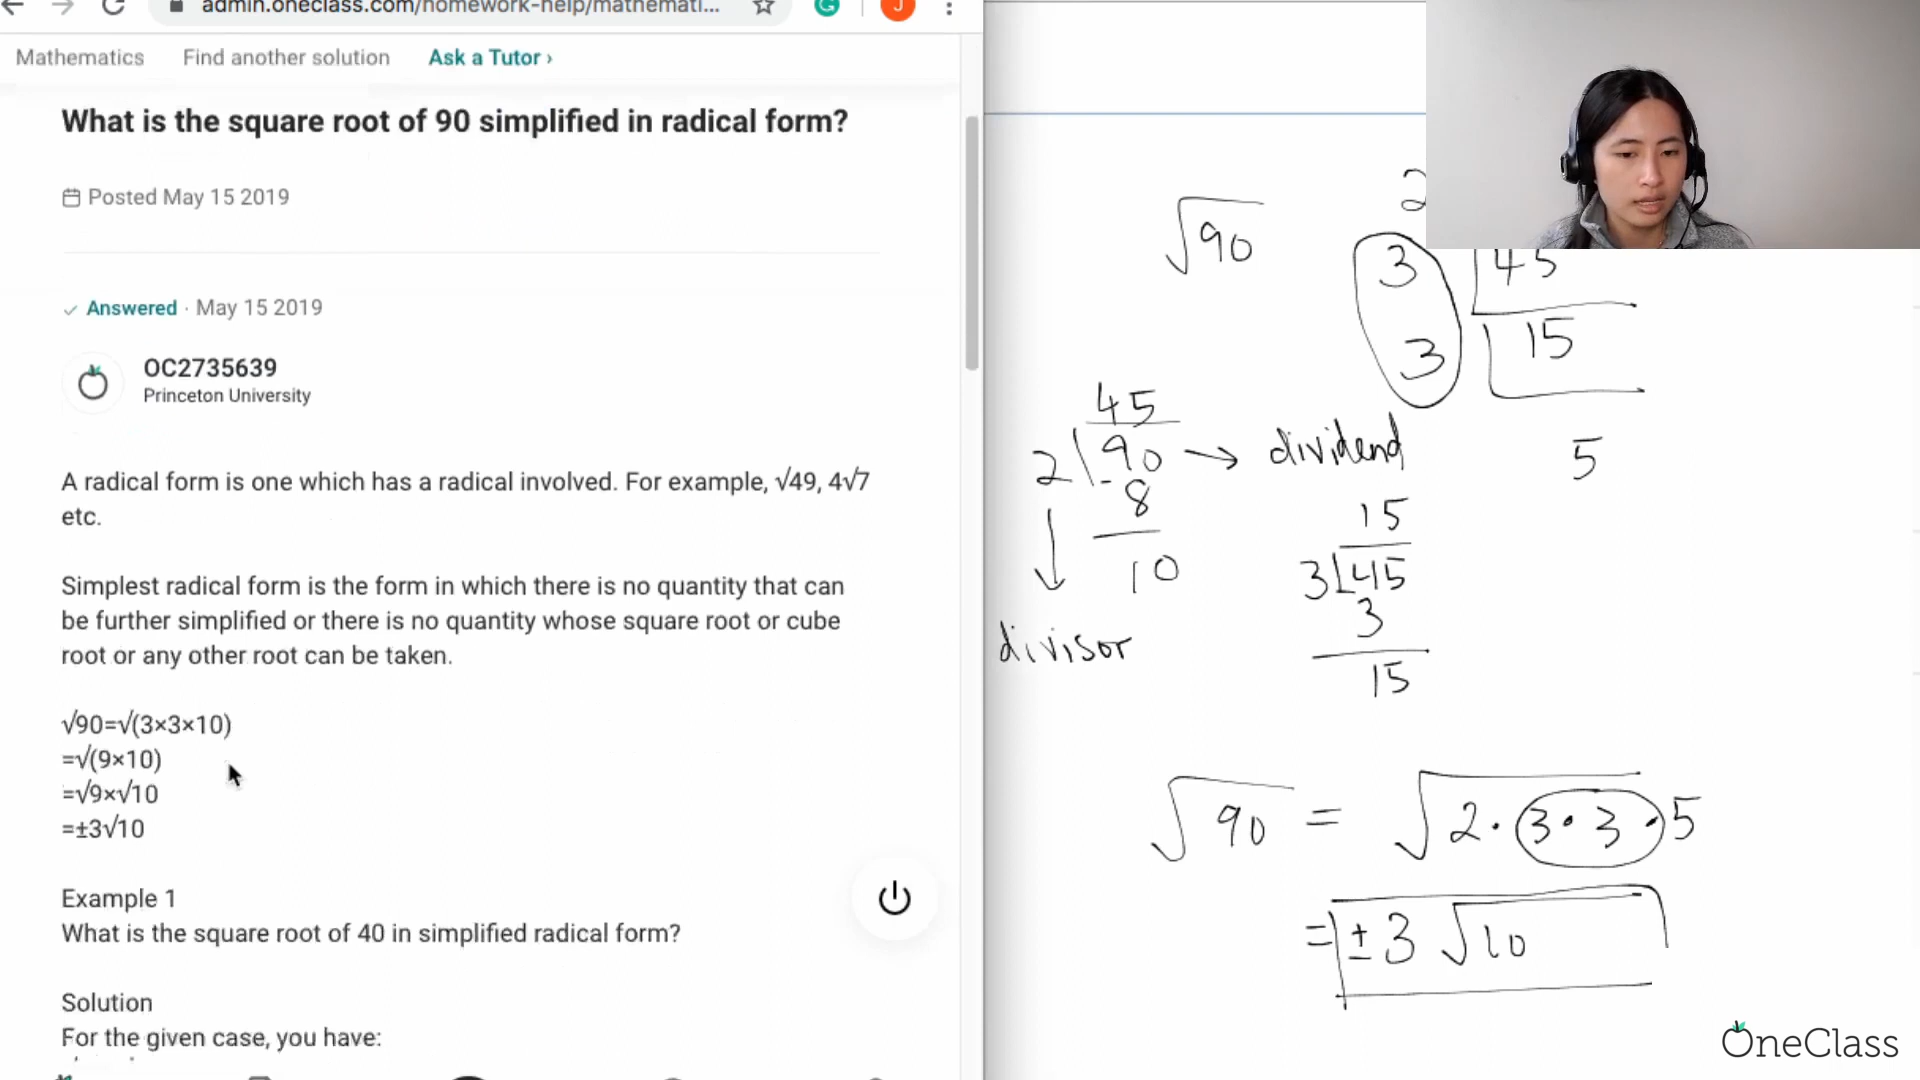 admin.oneclass.com/homework-help/mathemati...
J
Mathematics
Find another solution
Ask a Tutor ›
What is the square root of 90 simplified in radical form?
Posted May 15 2019
✓ Answered · May 15 2019
OC2735639
Princeton University
A radical form is one which has a radical involved. For example, √49, 4√7
etc.
Simplest radical form is the form in which there is no quantity that can
be further simplified or there is no quantity whose square root or cube
root or any other root can be taken.
√90=√(3×3×10)
=√(9×10)
=√9×√10
=±3√10
Example 1
What is the square root of 40 in simplified radical form?
Solution
For the given case, you have:
√90
2
3 45
3 15
5
45
2 90 → dividend
- 8
10
divisor
15
3 45
3
15
√90 = √2·3·3·5
= ±3√10
OneClass